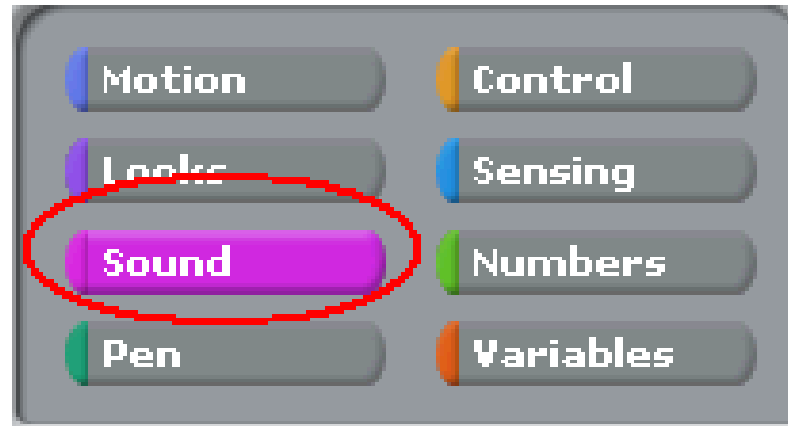 Motion Control
Looks Sensing
Sound Numbers
Pen Variables